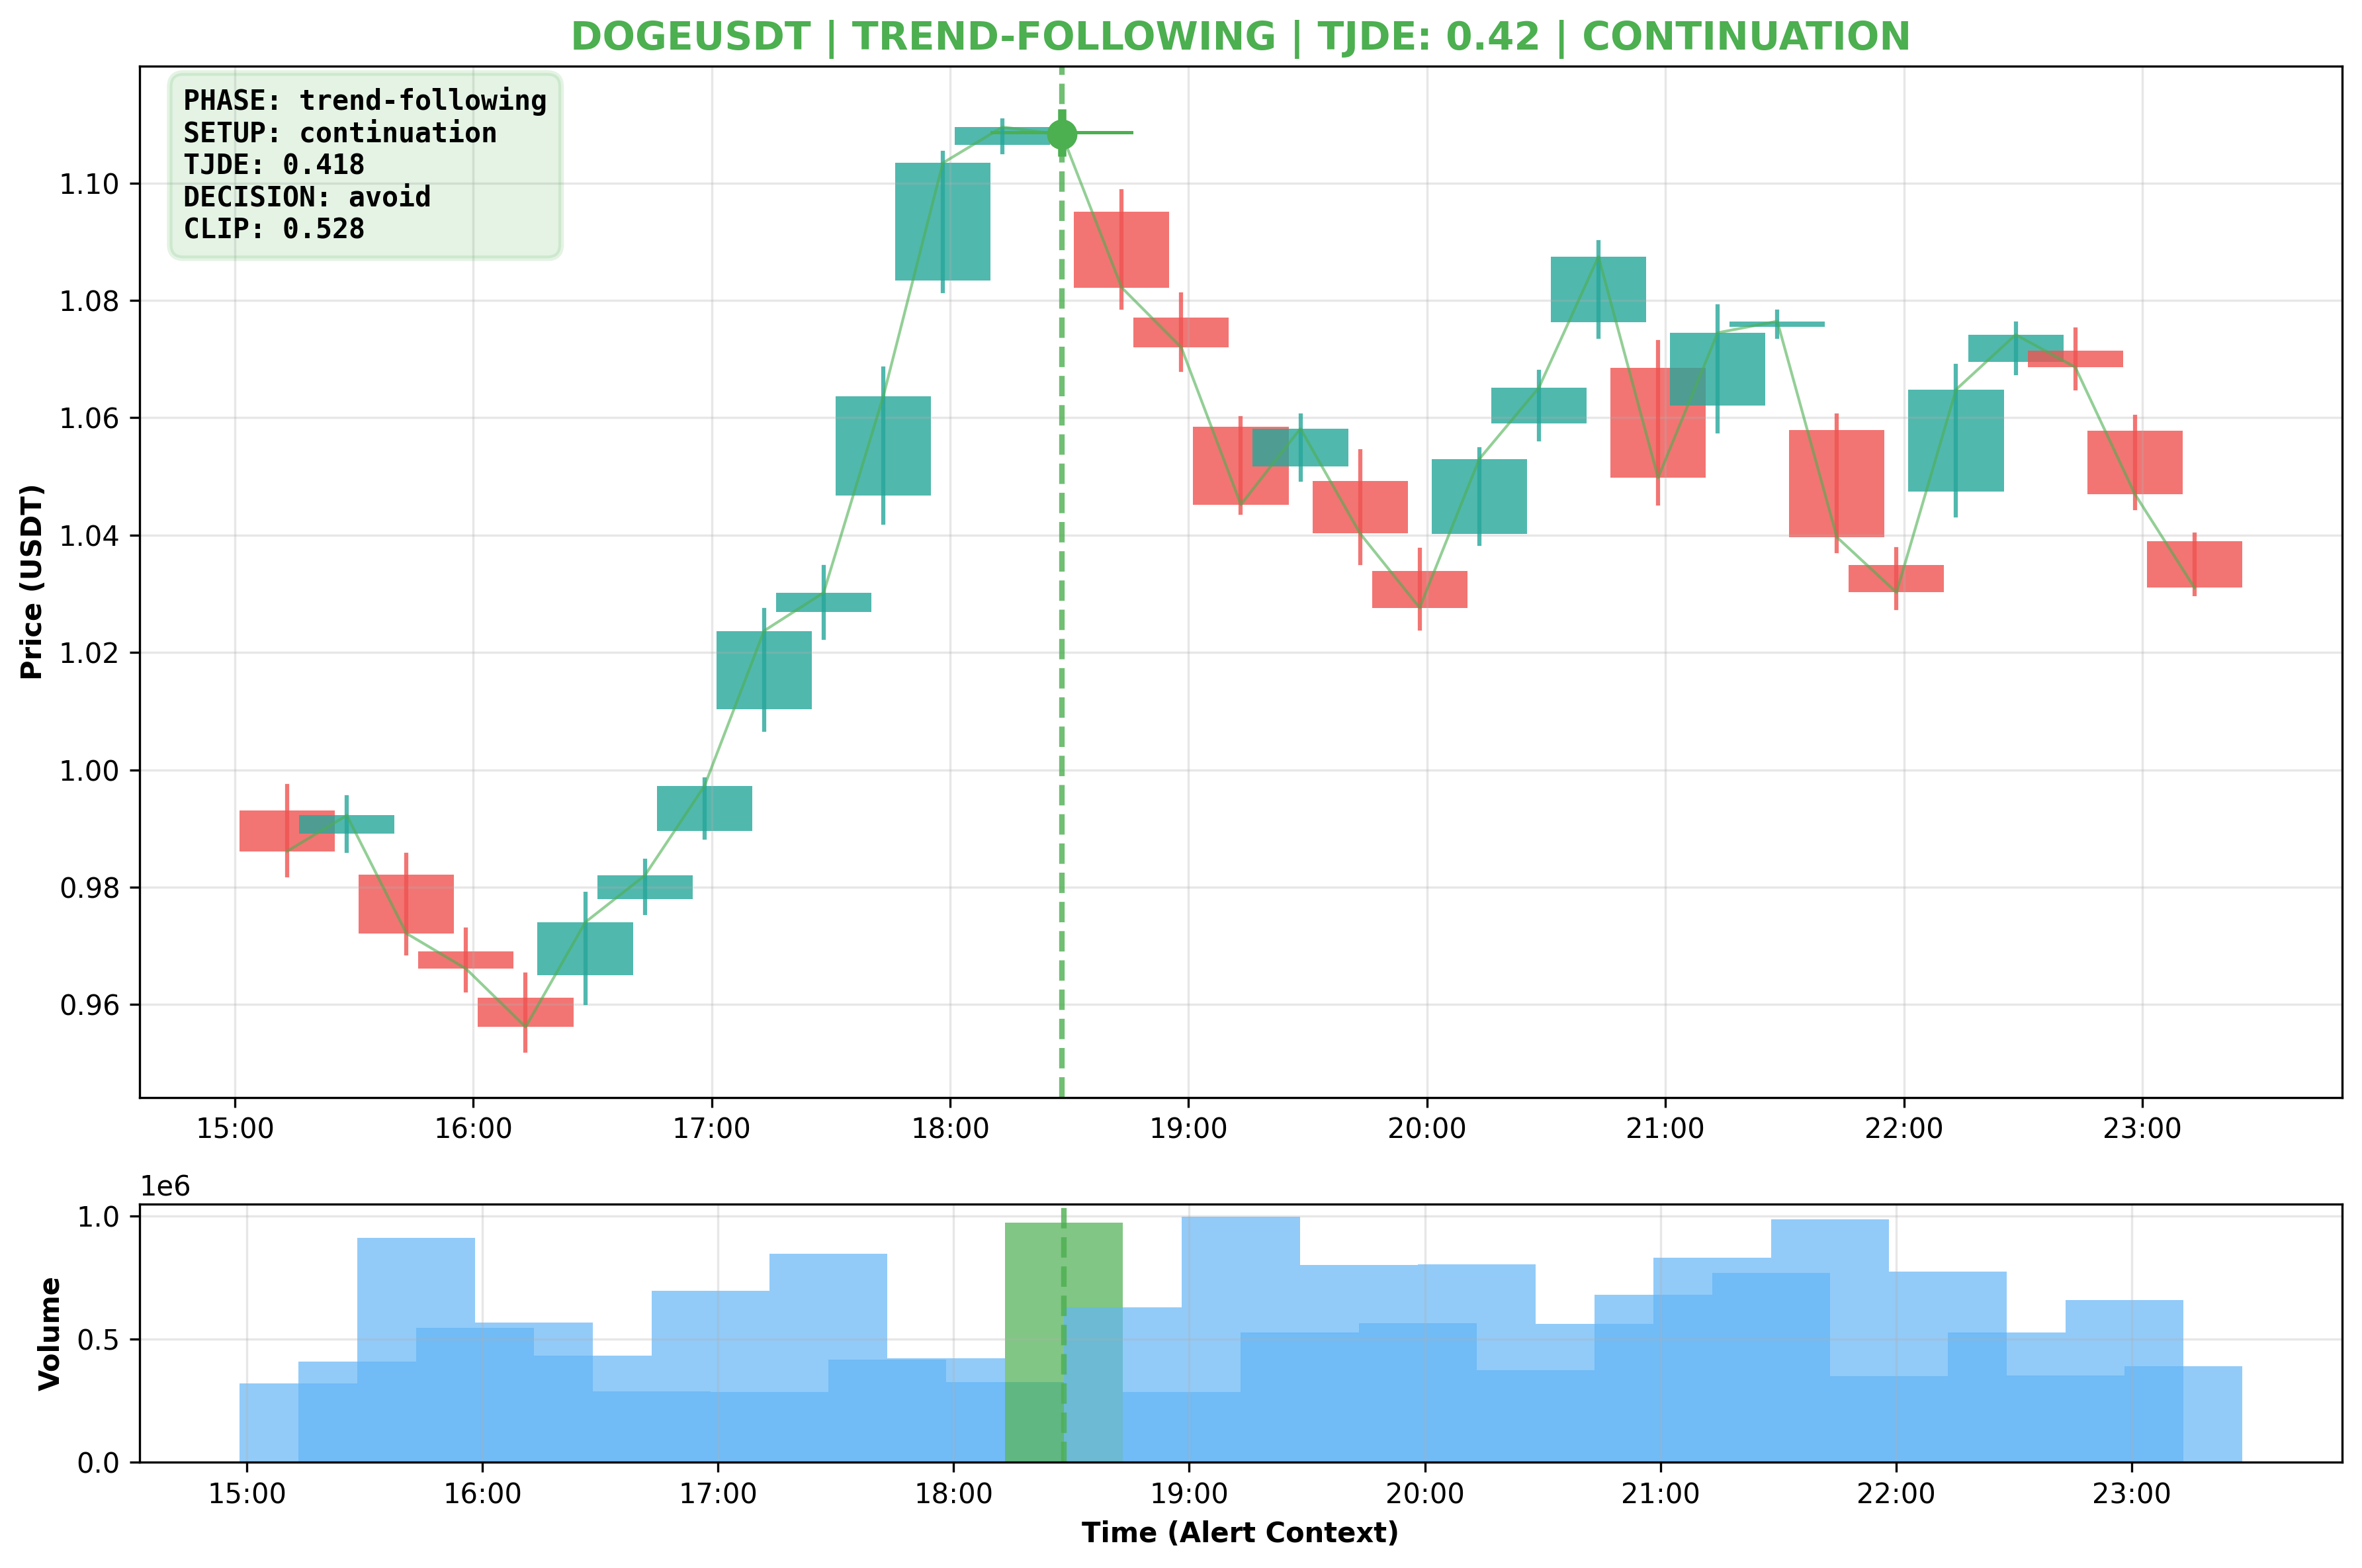 DOGEUSDT | TREND-FOLLOWING | TJDE: 0.42 | CONTINUATION
PHASE: trend-following
SETUP: continuation
TJDE: 0.418
DECISION: avoid
CLIP: 0.528
Price (USDT)
1.10
1.08
1.06
1.04
1.02
1.00
0.98
0.96
15:00 16:00 17:00 18:00 19:00 20:00 21:00 22:00 23:00
1e6
Volume
1.0
0.5
0.0
15:00 16:00 17:00 18:00 19:00 20:00 21:00 22:00 23:00
Time (Alert Context)